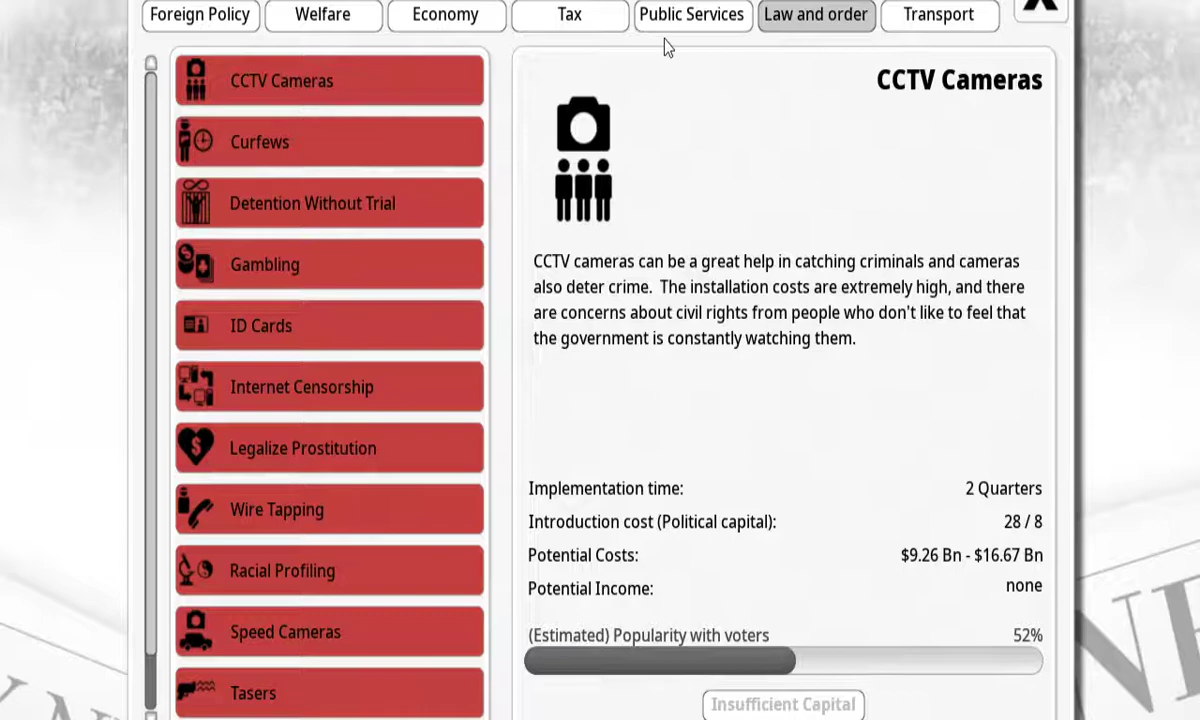 Foreign Policy
Welfare
Economy
Tax
Public Services
Law and order
Transport
X
CCTV Cameras
Curfews
Detention Without Trial
Gambling
ID Cards
Internet Censorship
Legalize Prostitution
Wire Tapping
Racial Profiling
Speed Cameras
Tasers
CCTV Cameras
CCTV cameras can be a great help in catching criminals and cameras
also deter crime.  The installation costs are extremely high, and there
are concerns about civil rights from people who don't like to feel that
the government is constantly watching them.
Implementation time: 2 Quarters
Introduction cost (Political capital): 28 / 8
Potential Costs: $9.26 Bn - $16.67 Bn
Potential Income: none
(Estimated) Popularity with voters 52%
Insufficient Capital